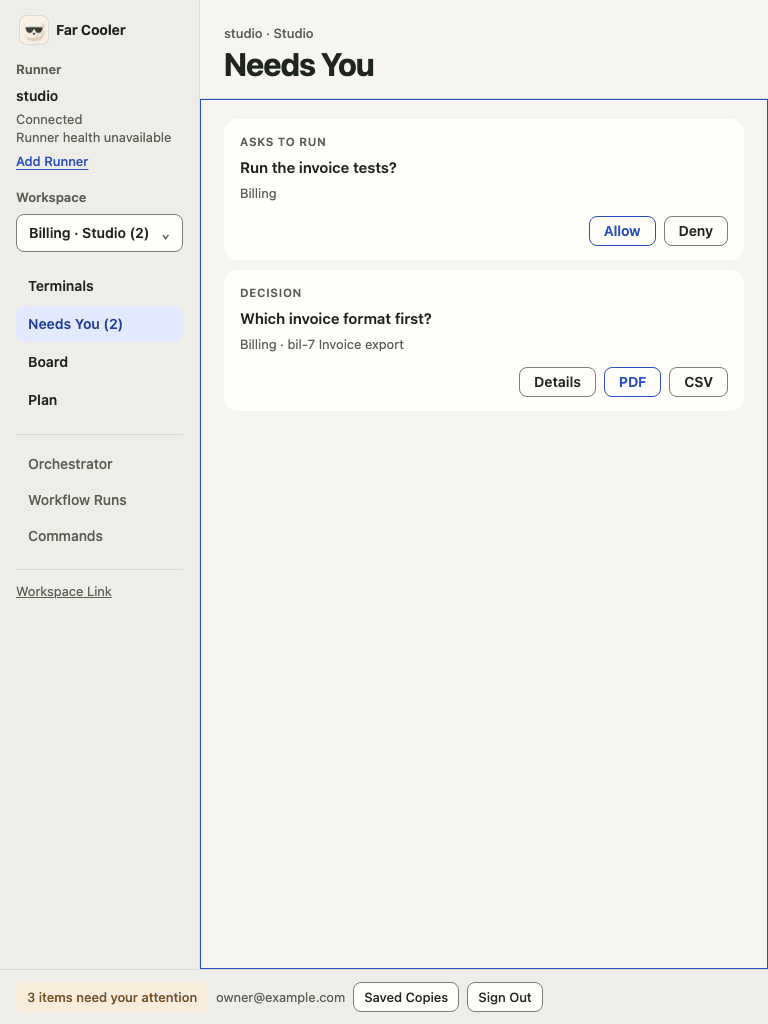 Far Cooler
Runner
studio
Connected
Runner health unavailable
Add Runner
Workspace
Billing · Studio (2)
Terminals
Needs You (2)
Board
Plan
Orchestrator
Workflow Runs
Commands
Workspace Link
studio · Studio
Needs You
ASKS TO RUN
Run the invoice tests?
Billing
Allow
Deny
DECISION
Which invoice format first?
Billing · bil-7 Invoice export
Details
PDF
CSV
3 items need your attention
owner@example.com
Saved Copies
Sign Out